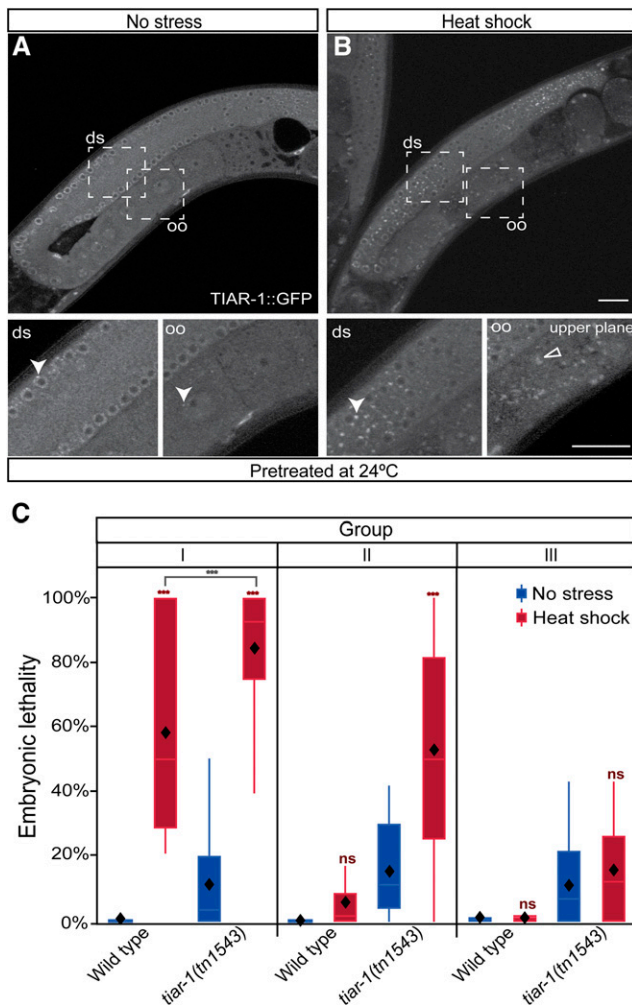 No stress
Heat shock
A
B
ds
oo
ds
oo
TIAR-1::GFP
ds
oo
ds
oo
upper plane
Pretreated at 24ºC
C
Group
I
II
III
Embryonic lethality
100%
80%
60%
40%
20%
0%
***
***
***
ns
***
ns
ns
No stress
Heat shock
Wild type
tiar-1(tn1543)
Wild type
tiar-1(tn1543)
Wild type
tiar-1(tn1543)